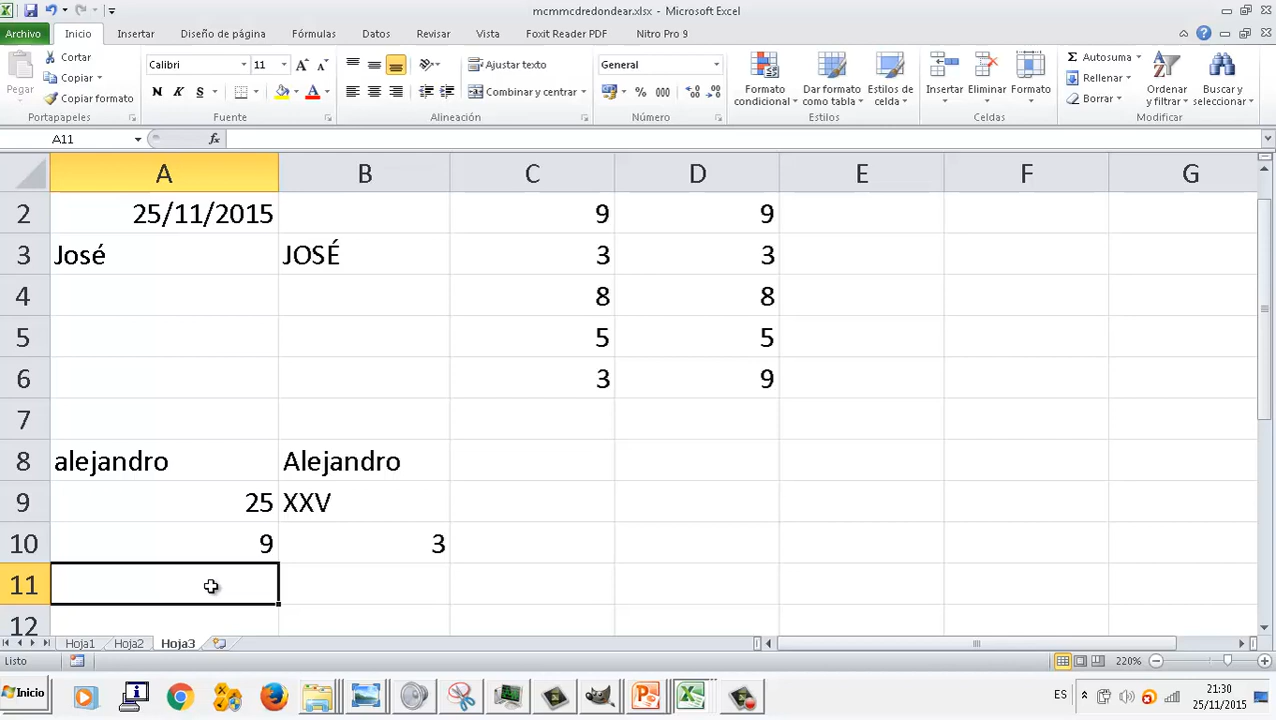 mcmmcdredondear.xlsx - Microsoft Excel
Archivo Inicio Insertar Diseño de página Fórmulas Datos Revisar Vista Foxit Reader PDF Nitro Pro 9
Pegar
Cortar
Copiar
Copiar formato
Portapapeles
Calibri 11
N K S
Fuente
Ajustar texto
Combinar y centrar
Alineación
General
% 000
Número
Formato condicional
Dar formato como tabla
Estilos de celda
Estilos
Insertar Eliminar Formato
Celdas
Autosuma
Rellenar
Borrar
Ordenar y filtrar
Buscar y seleccionar
Modificar
A11 fx
A B C D E F G
2 25/11/2015 9 9
3 José JOSÉ 3 3
4 8 8
5 5 5
6 3 9
7
8 alejandro Alejandro
9 25 XXV
10 9 3
11
12
Hoja1 Hoja2 Hoja3
Listo 220%
Inicio ES 21:30
25/11/2015